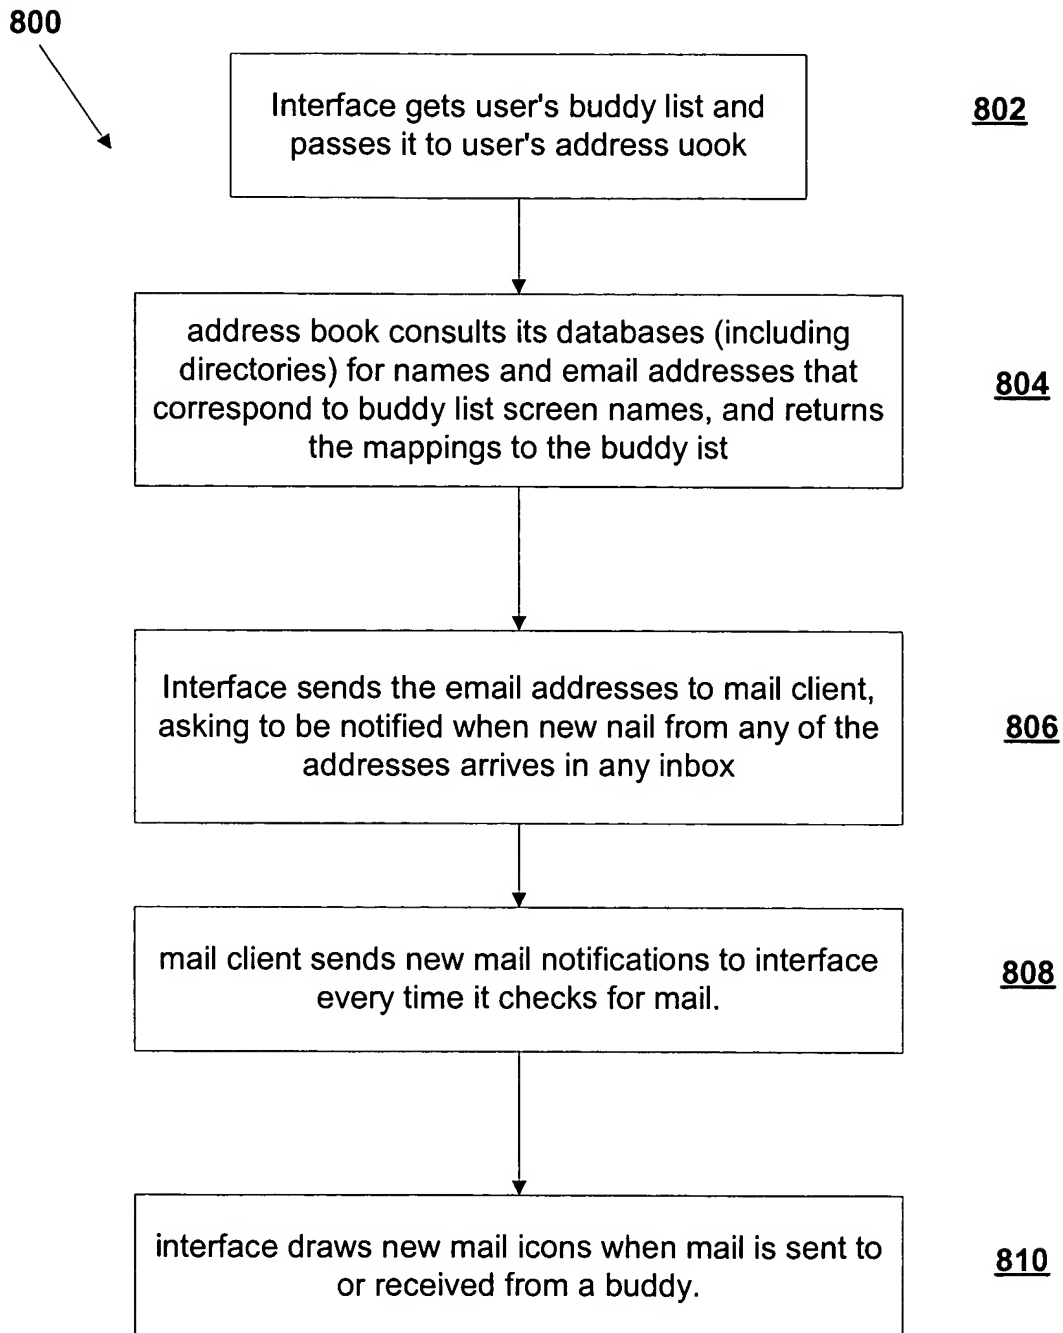 800
Interface gets user's buddy list and
passes it to user's address uook
802
address book consults its databases (including
directories) for names and email addresses that
correspond to buddy list screen names, and returns
the mappings to the buddy ist
804
Interface sends the email addresses to mail client,
asking to be notified when new nail from any of the
addresses arrives in any inbox
806
mail client sends new mail notifications to interface
every time it checks for mail.
808
interface draws new mail icons when mail is sent to
or received from a buddy.
810